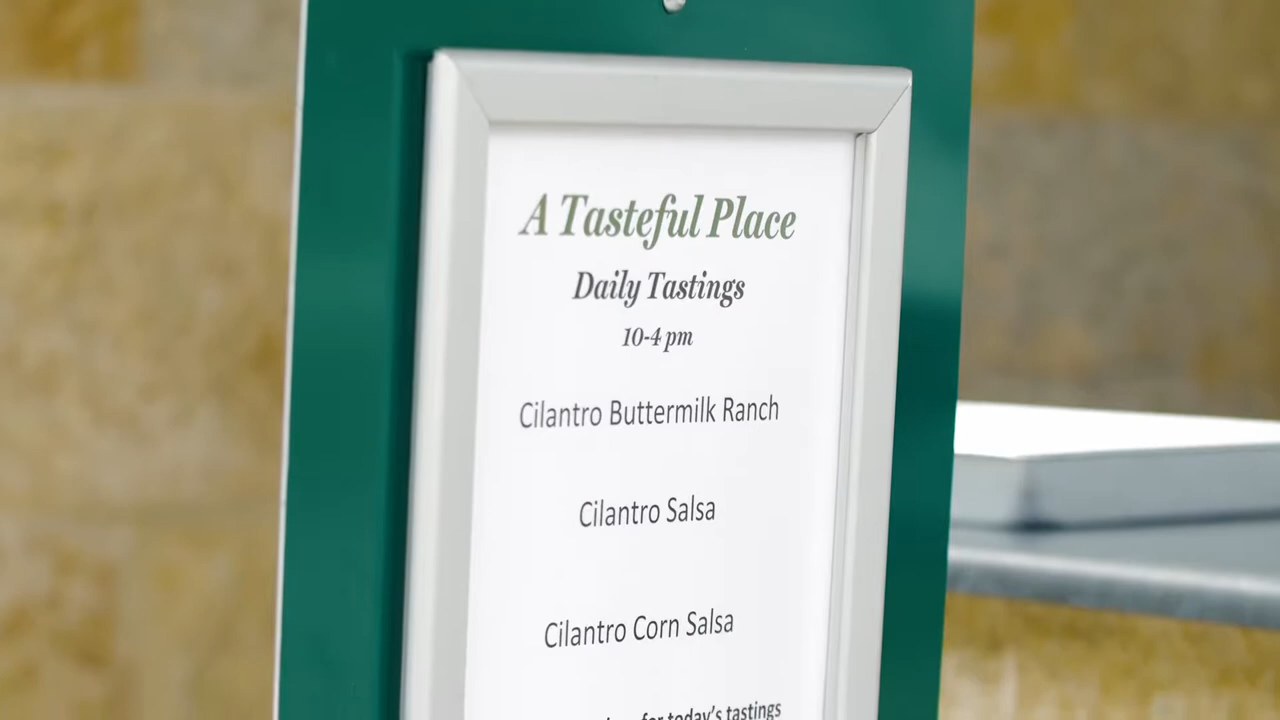 A Tasteful Place
Daily Tastings
10-4 pm
Cilantro Buttermilk Ranch
Cilantro Salsa
Cilantro Corn Salsa
for today's tastings